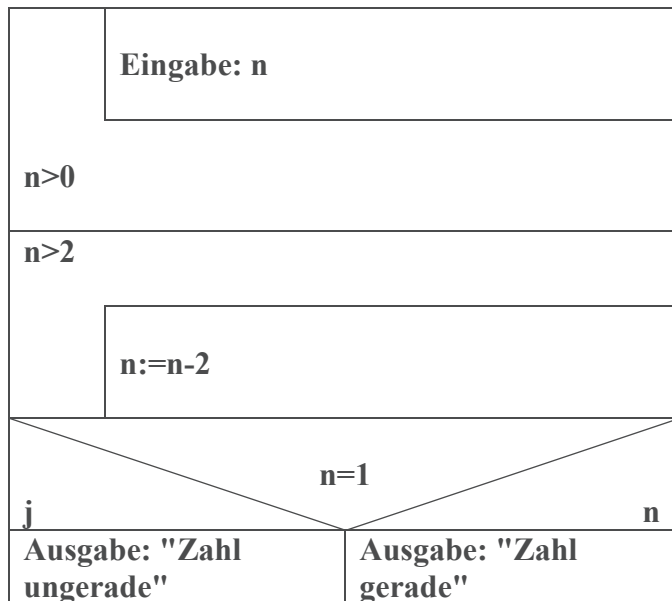 Eingabe: n
n>0
n>2
n:=n-2
n=1
j n
Ausgabe: "Zahl
ungerade"
Ausgabe: "Zahl
gerade"